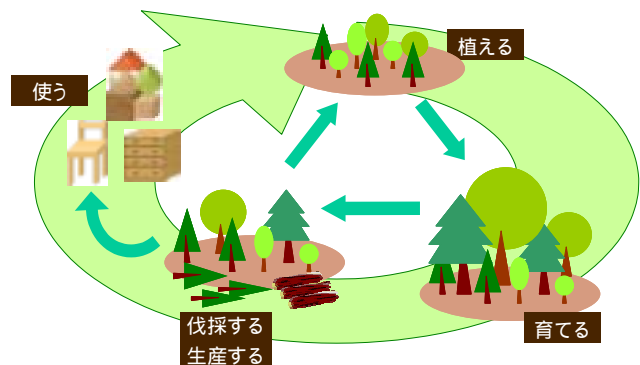 植える
使う
育てる
伐採する
生産する